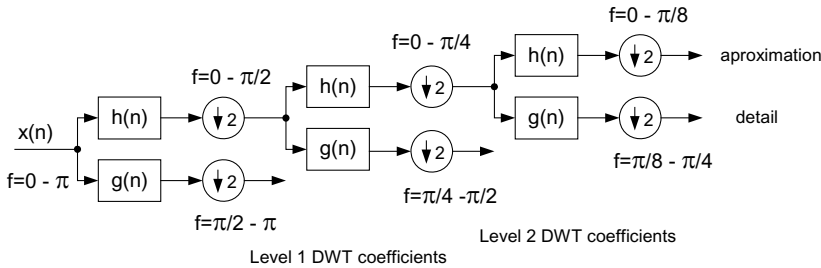 f=0 - π/8
h(n)
↓2
aproximation
f=0 - π/4
h(n)
↓2
g(n)
↓2
detail
f=π/8 - π/4
f=0 - π/2
h(n)
↓2
g(n)
↓2
f=π/4 -π/2
x(n)
f=0 - π
g(n)
↓2
f=π/2 - π
Level 2 DWT coefficients
Level 1 DWT coefficients